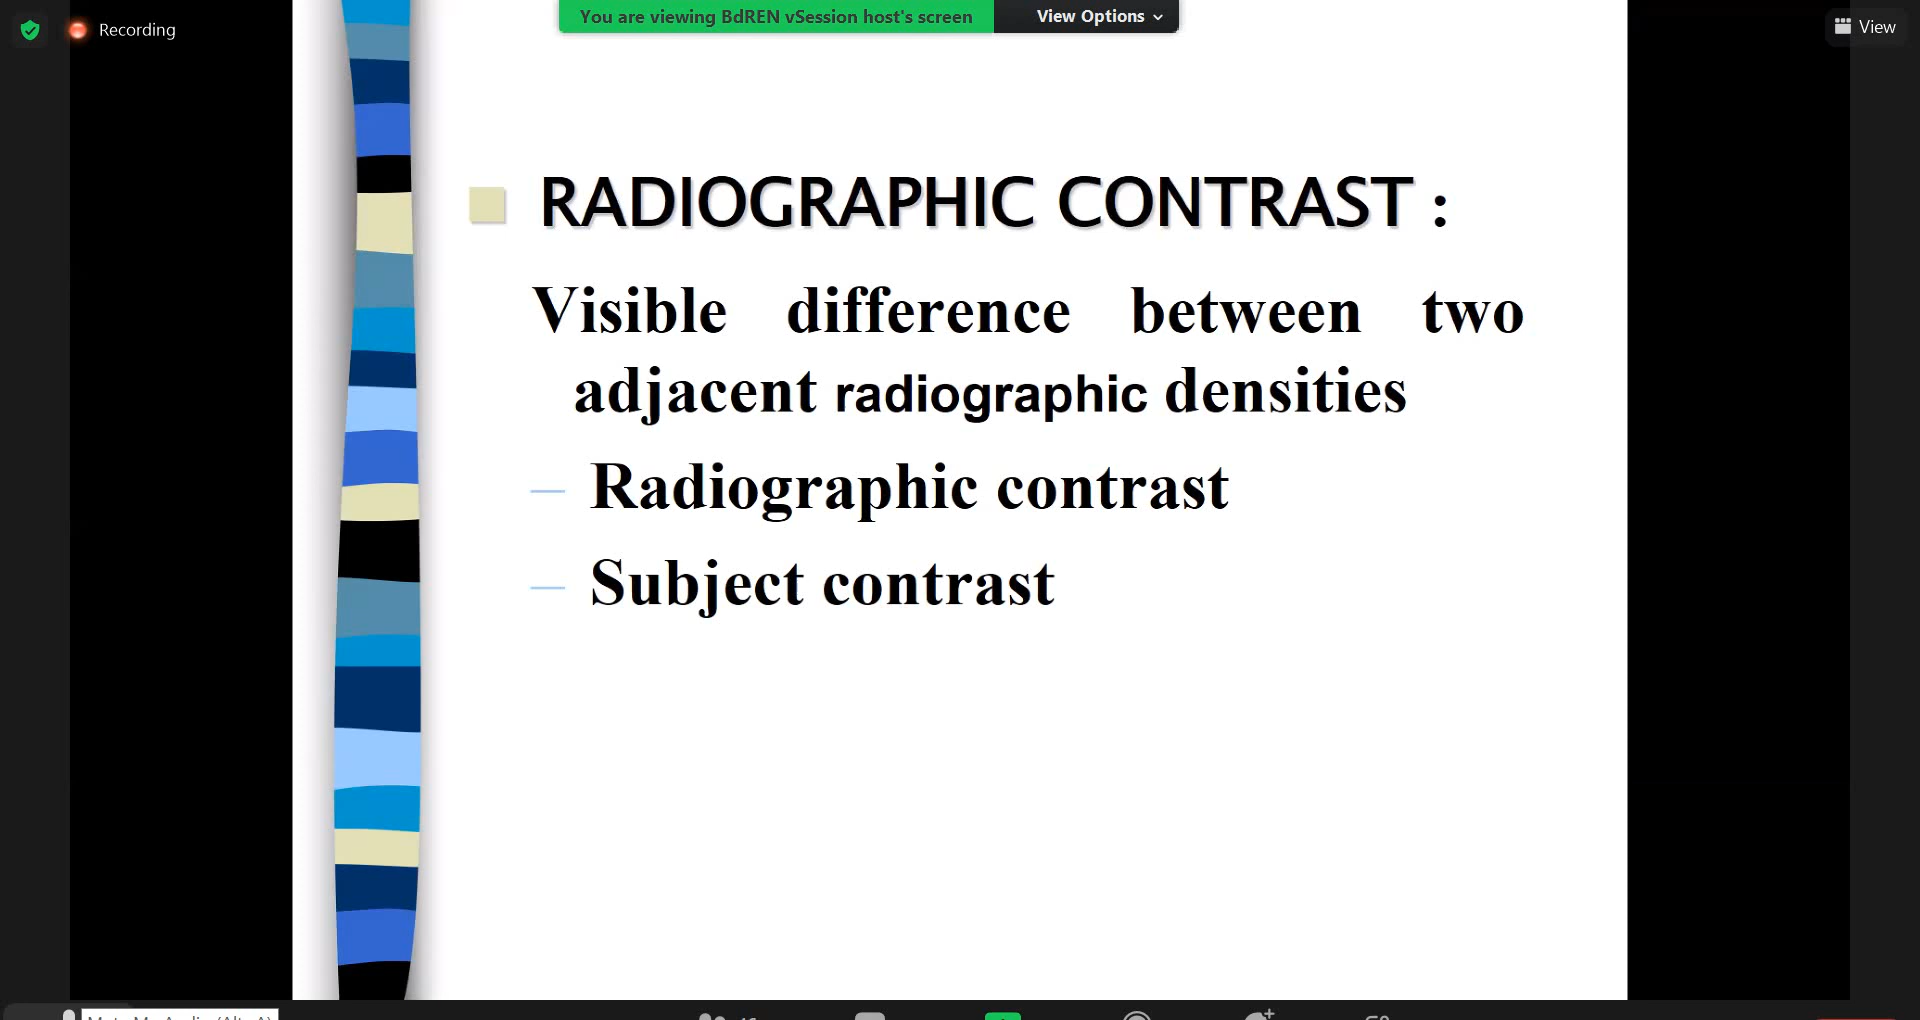 Recording
You are viewing BdREN vSession host's screen
View Options
View
RADIOGRAPHIC CONTRAST :
Visible difference between two
adjacent radiographic densities
– Radiographic contrast
– Subject contrast